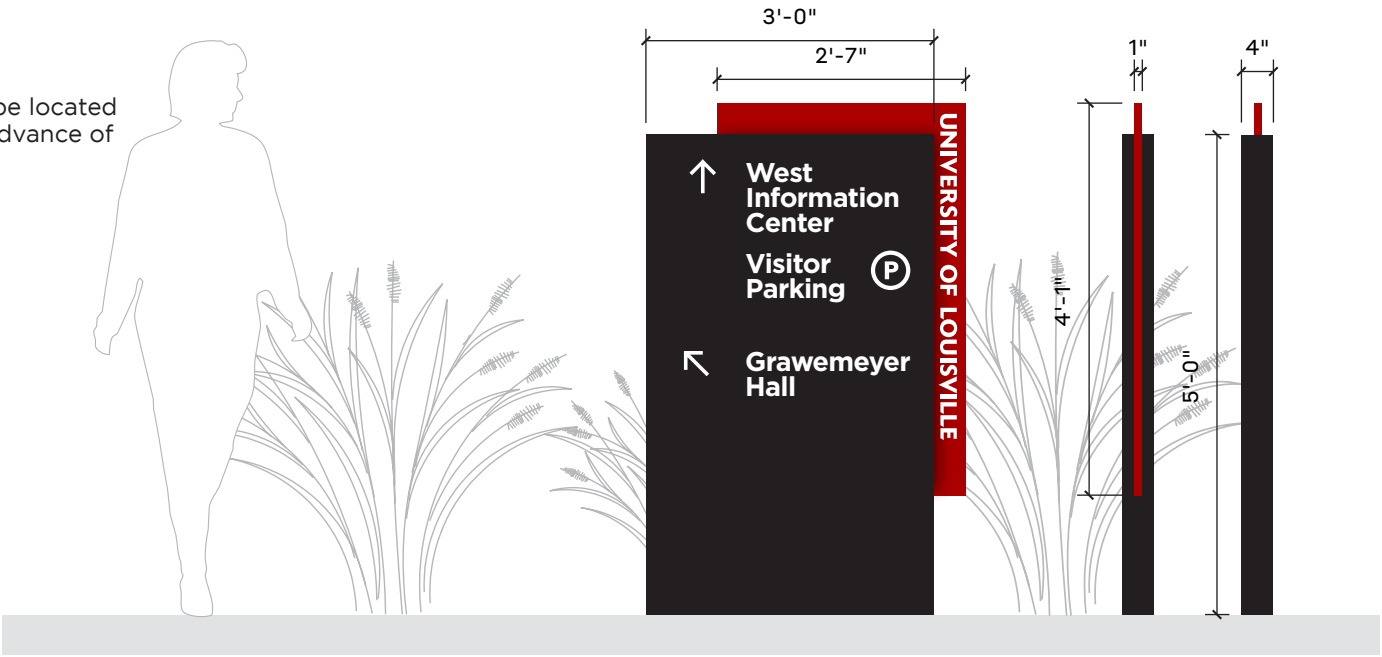 be located
dvance of
3'-0"
2'-7"
1"
4"
West
Information
Center
Visitor
Parking
P
Grawemeyer
Hall
UNIVERSITY OF LOUISVILLE
4'-1"
5'-0"